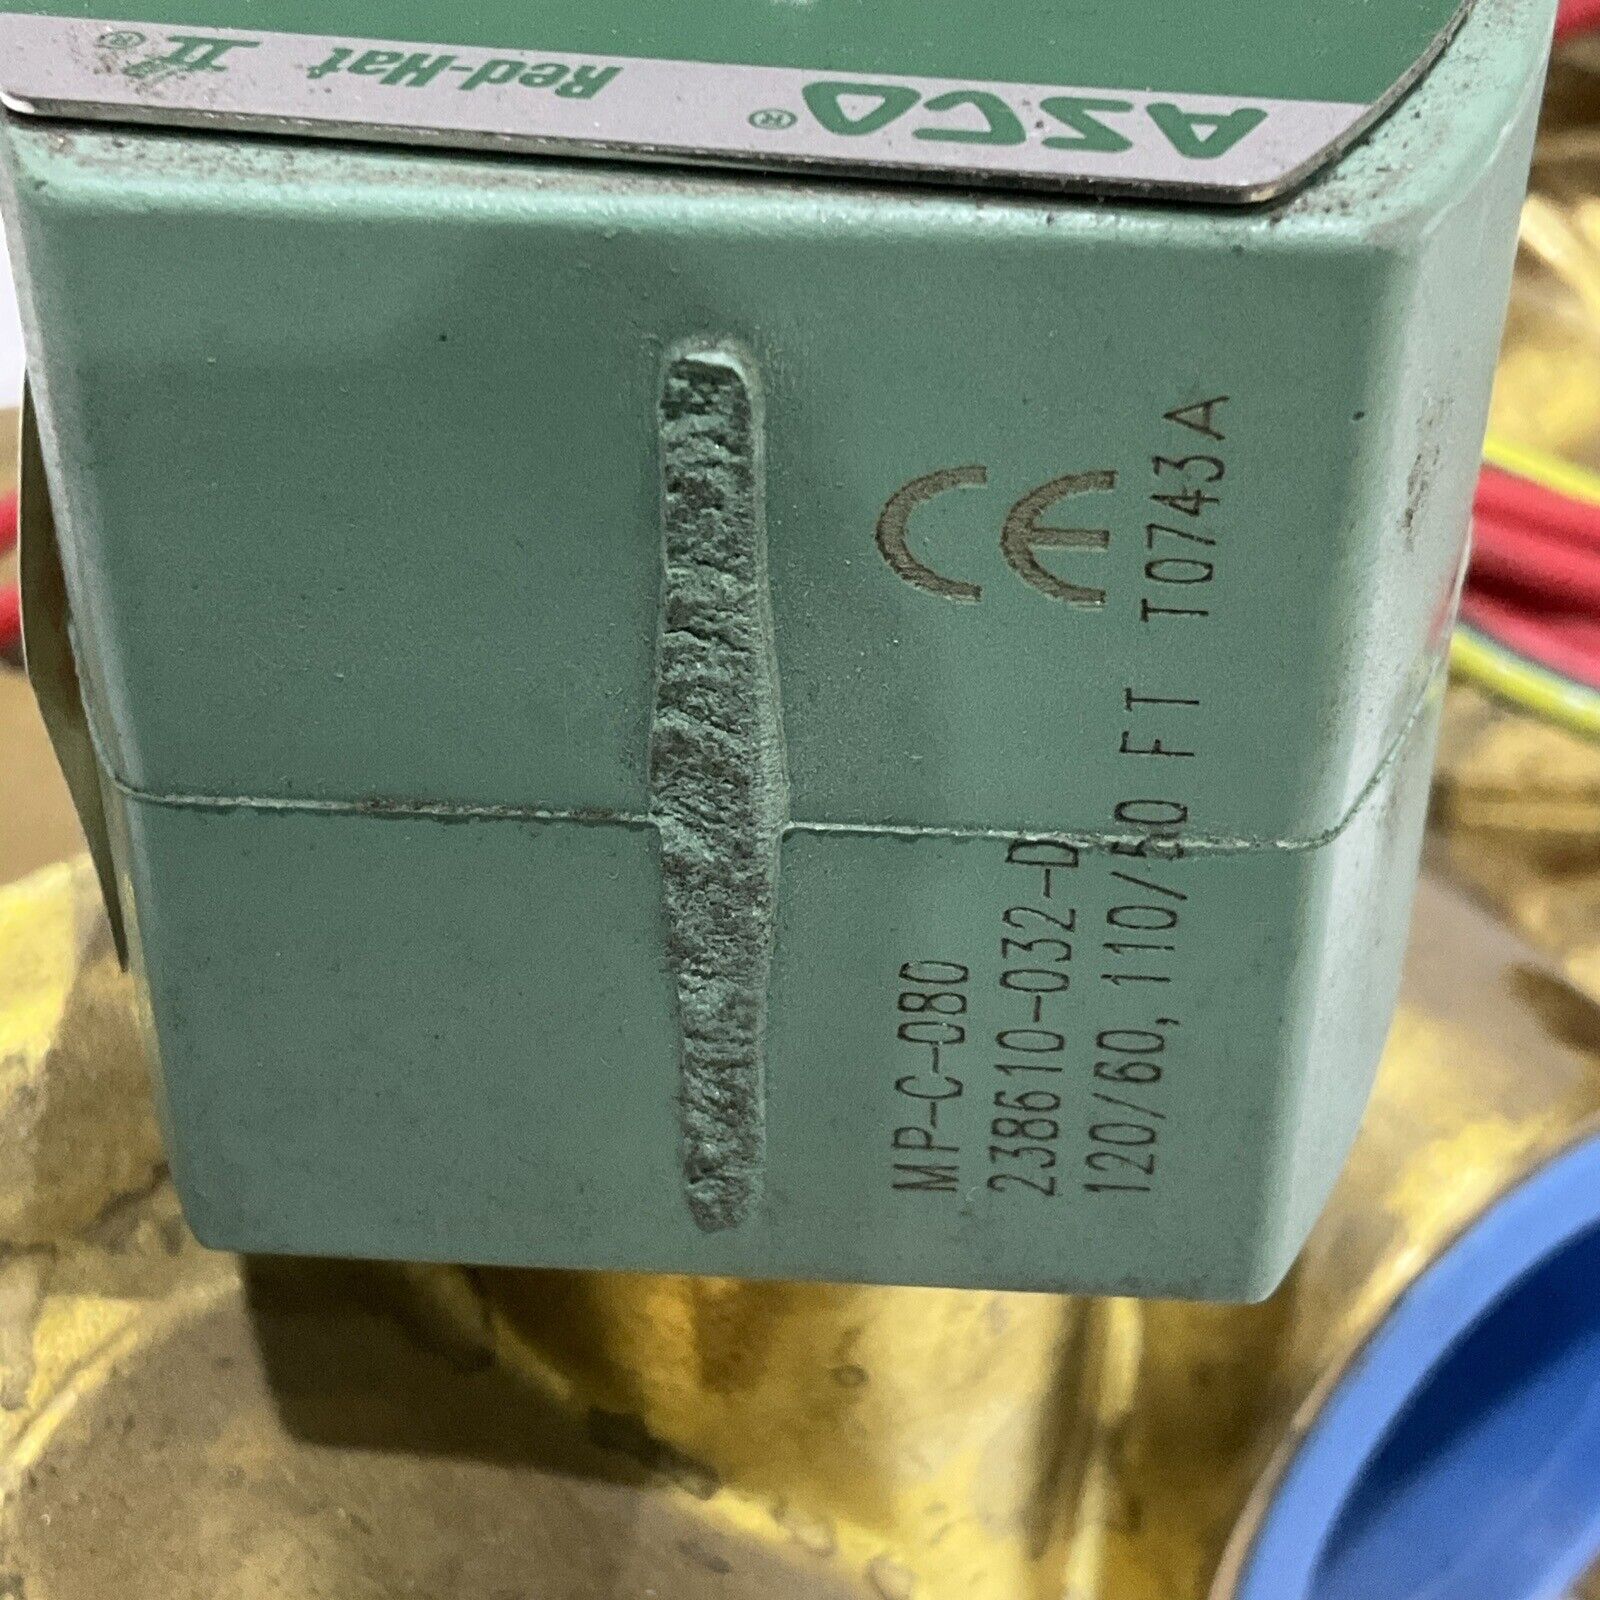 ASCO® Red-Hat II®
CE
MP-C-080
238610-032-D
120/60, 110/50 FT T0743A